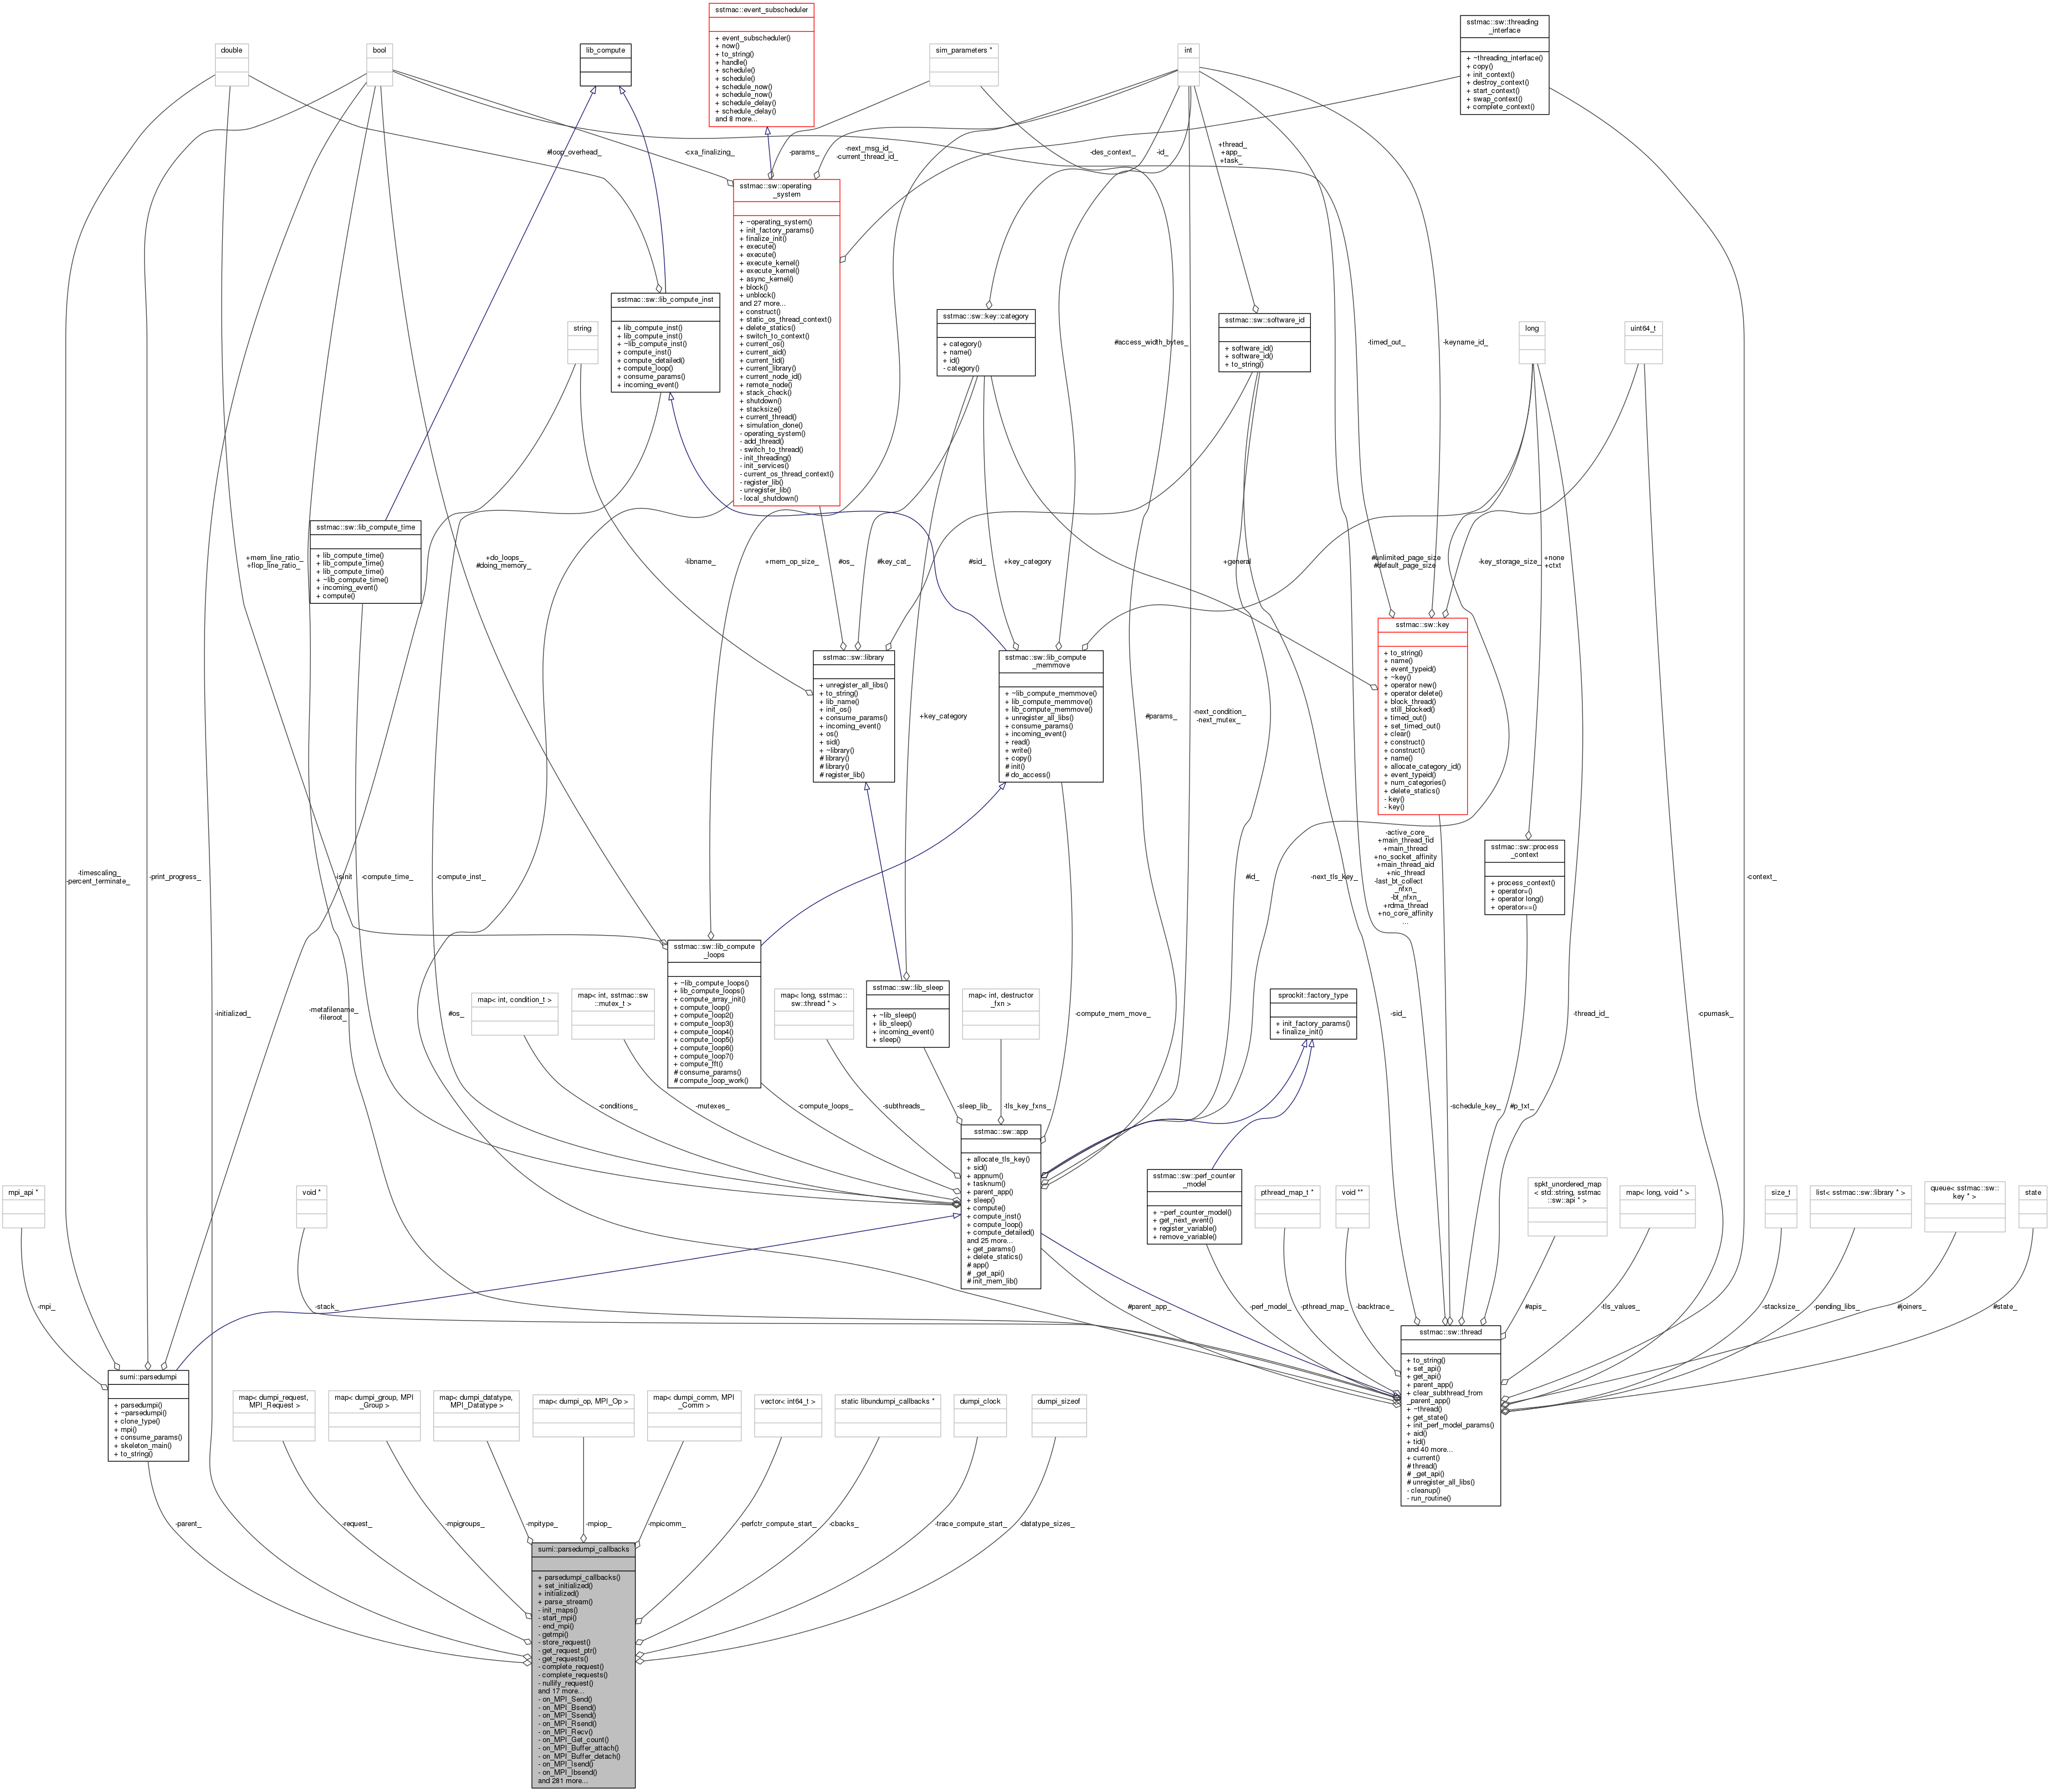 sstmac::event_subscheduler
+ event_subscheduler()
+ now()
+ to_string()
+ handle()
+ schedule()
+ schedule()
+ schedule_now()
+ schedule_now()
+ schedule_delay()
+ schedule_delay()
and 8 more...
sstmac::sw::threading
_interface
+ ~threading_interface()
+ copy()
+ init_context()
+ destroy_context()
+ start_context()
+ swap_context()
+ complete_context()
double
bool
lib_compute
sim_parameters *
int
#loop_overhead_
-cxa_finalizing_
-params_
-next_msg_id_
-current_thread_id_
-des_context_
-id_
+thread_
+app_
+task_
sstmac::sw::operating
_system
+ ~operating_system()
+ init_factory_params()
+ finalize_init()
+ execute()
+ execute()
+ execute_kernel()
+ execute_kernel()
+ async_kernel()
+ block()
+ unblock()
and 27 more...
+ construct()
+ static_os_thread_context()
+ delete_statics()
+ switch_to_context()
+ current_os()
+ current_aid()
+ current_tid()
+ current_library()
+ current_node_id()
+ remote_node()
+ stack_check()
+ shutdown()
+ stacksize()
+ current_thread()
+ simulation_done()
- operating_system()
- add_thread()
- switch_to_thread()
- init_threading()
- init_services()
- current_os_thread_context()
- register_lib()
- unregister_lib()
- local_shutdown()
sstmac::sw::lib_compute_inst
+ lib_compute_inst()
+ lib_compute_inst()
+ ~lib_compute_inst()
+ compute_inst()
+ compute_detailed()
+ compute_loop()
+ consume_params()
+ incoming_event()
string
sstmac::sw::key::category
+ category()
+ name()
+ id()
- category()
#access_width_bytes_
sstmac::sw::software_id
+ software_id()
+ software_id()
+ to_string()
-timed_out_
-keyname_id_
long
uint64_t
sstmac::sw::lib_compute_time
+ lib_compute_time()
+ lib_compute_time()
+ lib_compute_time()
+ ~lib_compute_time()
+ incoming_event()
+ compute()
+mem_line_ratio_
+flop_line_ratio_
+do_loops_
#doing_memory_
-libname_
+mem_op_size_
#os_
#key_cat_
#sid_
+key_category
+general
#unlimited_page_size
#default_page_size
-key_storage_size_
+none
+ctxt
sstmac::sw::library
+ unregister_all_libs()
+ to_string()
+ lib_name()
+ init_os()
+ consume_params()
+ incoming_event()
+ os()
+ sid()
+ ~library()
# library()
# library()
# register_lib()
+key_category
sstmac::sw::lib_compute
_memmove
+ ~lib_compute_memmove()
+ lib_compute_memmove()
+ lib_compute_memmove()
+ unregister_all_libs()
+ consume_params()
+ incoming_event()
+ read()
+ write()
+ copy()
# init()
# do_access()
#params_
-next_condition_
-next_mutex_
sstmac::sw::key
+ to_string()
+ name()
+ event_typeid()
+ ~key()
+ operator new()
+ operator delete()
+ block_thread()
+ still_blocked()
+ timed_out()
+ set_timed_out()
+ clear()
+ construct()
+ construct()
+ name()
+ allocate_category_id()
+ event_typeid()
+ num_categories()
+ delete_statics()
- key()
- key()
-timescaling_
-percent_terminate_
-print_progress_
-isinit
-compute_time_
-compute_inst_
#id_
-next_tls_key_
-active_core_
+main_thread_tid
+main_thread
+no_socket_affinity
+main_thread_aid
+nic_thread
-last_bt_collect
_nfxn_
-bt_nfxn_
+rdma_thread
+no_core_affinity
...
sstmac::sw::process
_context
+ process_context()
+ operator=()
+ operator long()
+ operator==()
-context_
sstmac::sw::lib_compute
_loops
+ ~lib_compute_loops()
+ lib_compute_loops()
+ compute_array_init()
+ compute_loop()
+ compute_loop2()
+ compute_loop3()
+ compute_loop4()
+ compute_loop5()
+ compute_loop6()
+ compute_loop7()
+ compute_fft()
# consume_params()
# compute_loop_work()
-initialized_
-metafilename_
-fileroot_
#os_
map< int, condition_t >
map< int, sstmac::sw
::mutex_t >
map< long, sstmac::
sw::thread * >
sstmac::sw::lib_sleep
+ ~lib_sleep()
+ lib_sleep()
+ incoming_event()
+ sleep()
map< int, destructor
_fxn >
-compute_mem_move_
sprockit::factory_type
+ init_factory_params()
+ finalize_init()
-sid_
-thread_id_
-cpumask_
-conditions_
-mutexes_
-compute_loops_
-subthreads_
-sleep_lib_
-tls_key_fxns_
-schedule_key_
#p_txt_
sstmac::sw::app
+ allocate_tls_key()
+ sid()
+ appnum()
+ tasknum()
+ parent_app()
+ sleep()
+ compute()
+ compute_inst()
+ compute_loop()
+ compute_detailed()
and 25 more...
+ get_params()
+ delete_statics()
# app()
# _get_api()
# init_mem_lib()
sstmac::sw::perf_counter
_model
+ ~perf_counter_model()
+ get_next_event()
+ register_variable()
+ remove_variable()
mpi_api *
void *
pthread_map_t *
void **
spkt_unordered_map
< std::string, sstmac
::sw::api * >
map< long, void * >
size_t
list< sstmac::sw::library * >
queue< sstmac::sw::
key * >
state
-mpi_
-stack_
#parent_app_
-perf_model_
-pthread_map_
-backtrace_
#apis_
-tls_values_
-stacksize_
-pending_libs_
#joiners_
#state_
sstmac::sw::thread
+ to_string()
+ set_api()
+ get_api()
+ parent_app()
+ clear_subthread_from
_parent_app()
+ ~thread()
+ get_state()
+ init_perf_model_params()
+ aid()
+ tid()
and 40 more...
+ current()
# thread()
# _get_api()
# unregister_all_libs()
- cleanup()
- run_routine()
sumi::parsedumpi
+ parsedumpi()
+ ~parsedumpi()
+ clone_type()
+ mpi()
+ consume_params()
+ skeleton_main()
+ to_string()
map< dumpi_request,
MPI_Request >
map< dumpi_group, MPI
_Group >
map< dumpi_datatype,
MPI_Datatype >
map< dumpi_op, MPI_Op >
map< dumpi_comm, MPI
_Comm >
vector< int64_t >
static libundumpi_callbacks *
dumpi_clock
dumpi_sizeof
-parent_
-request_
-mpigroups_
-mpitype_
-mpiop_
-mpicomm_
-perfctr_compute_start_
-cbacks_
-trace_compute_start_
-datatype_sizes_
sumi::parsedumpi_callbacks
+ parsedumpi_callbacks()
+ set_initialized()
+ initialized()
+ parse_stream()
- init_maps()
- start_mpi()
- end_mpi()
- getmpi()
- store_request()
- get_request_ptr()
- get_requests()
- complete_request()
- complete_requests()
- nullify_request()
and 17 more...
- on_MPI_Send()
- on_MPI_Bsend()
- on_MPI_Ssend()
- on_MPI_Rsend()
- on_MPI_Recv()
- on_MPI_Get_count()
- on_MPI_Buffer_attach()
- on_MPI_Buffer_detach()
- on_MPI_Isend()
- on_MPI_Ibsend()
and 281 more...